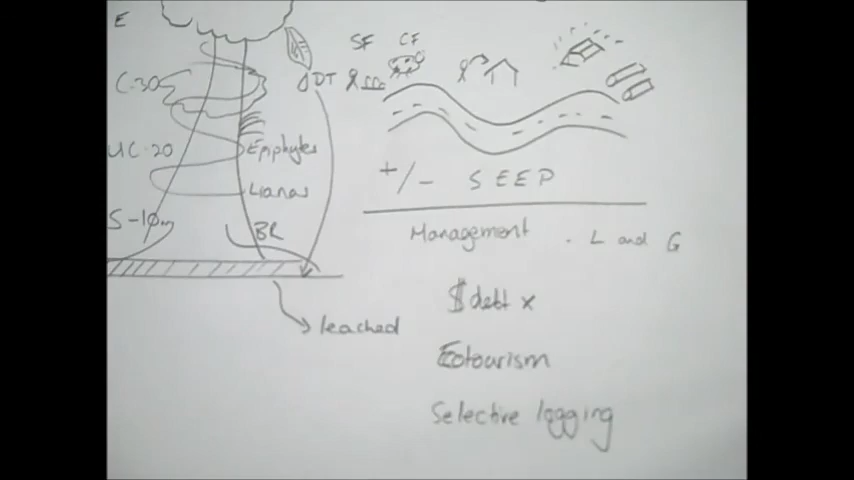 E
SF CF
C-30
DT
UC-20
Epiphytes
Lianas
S-10m
BR
leached
+/- SEEP
Management . L and G
$debt x
Ecotourism
Selective logging